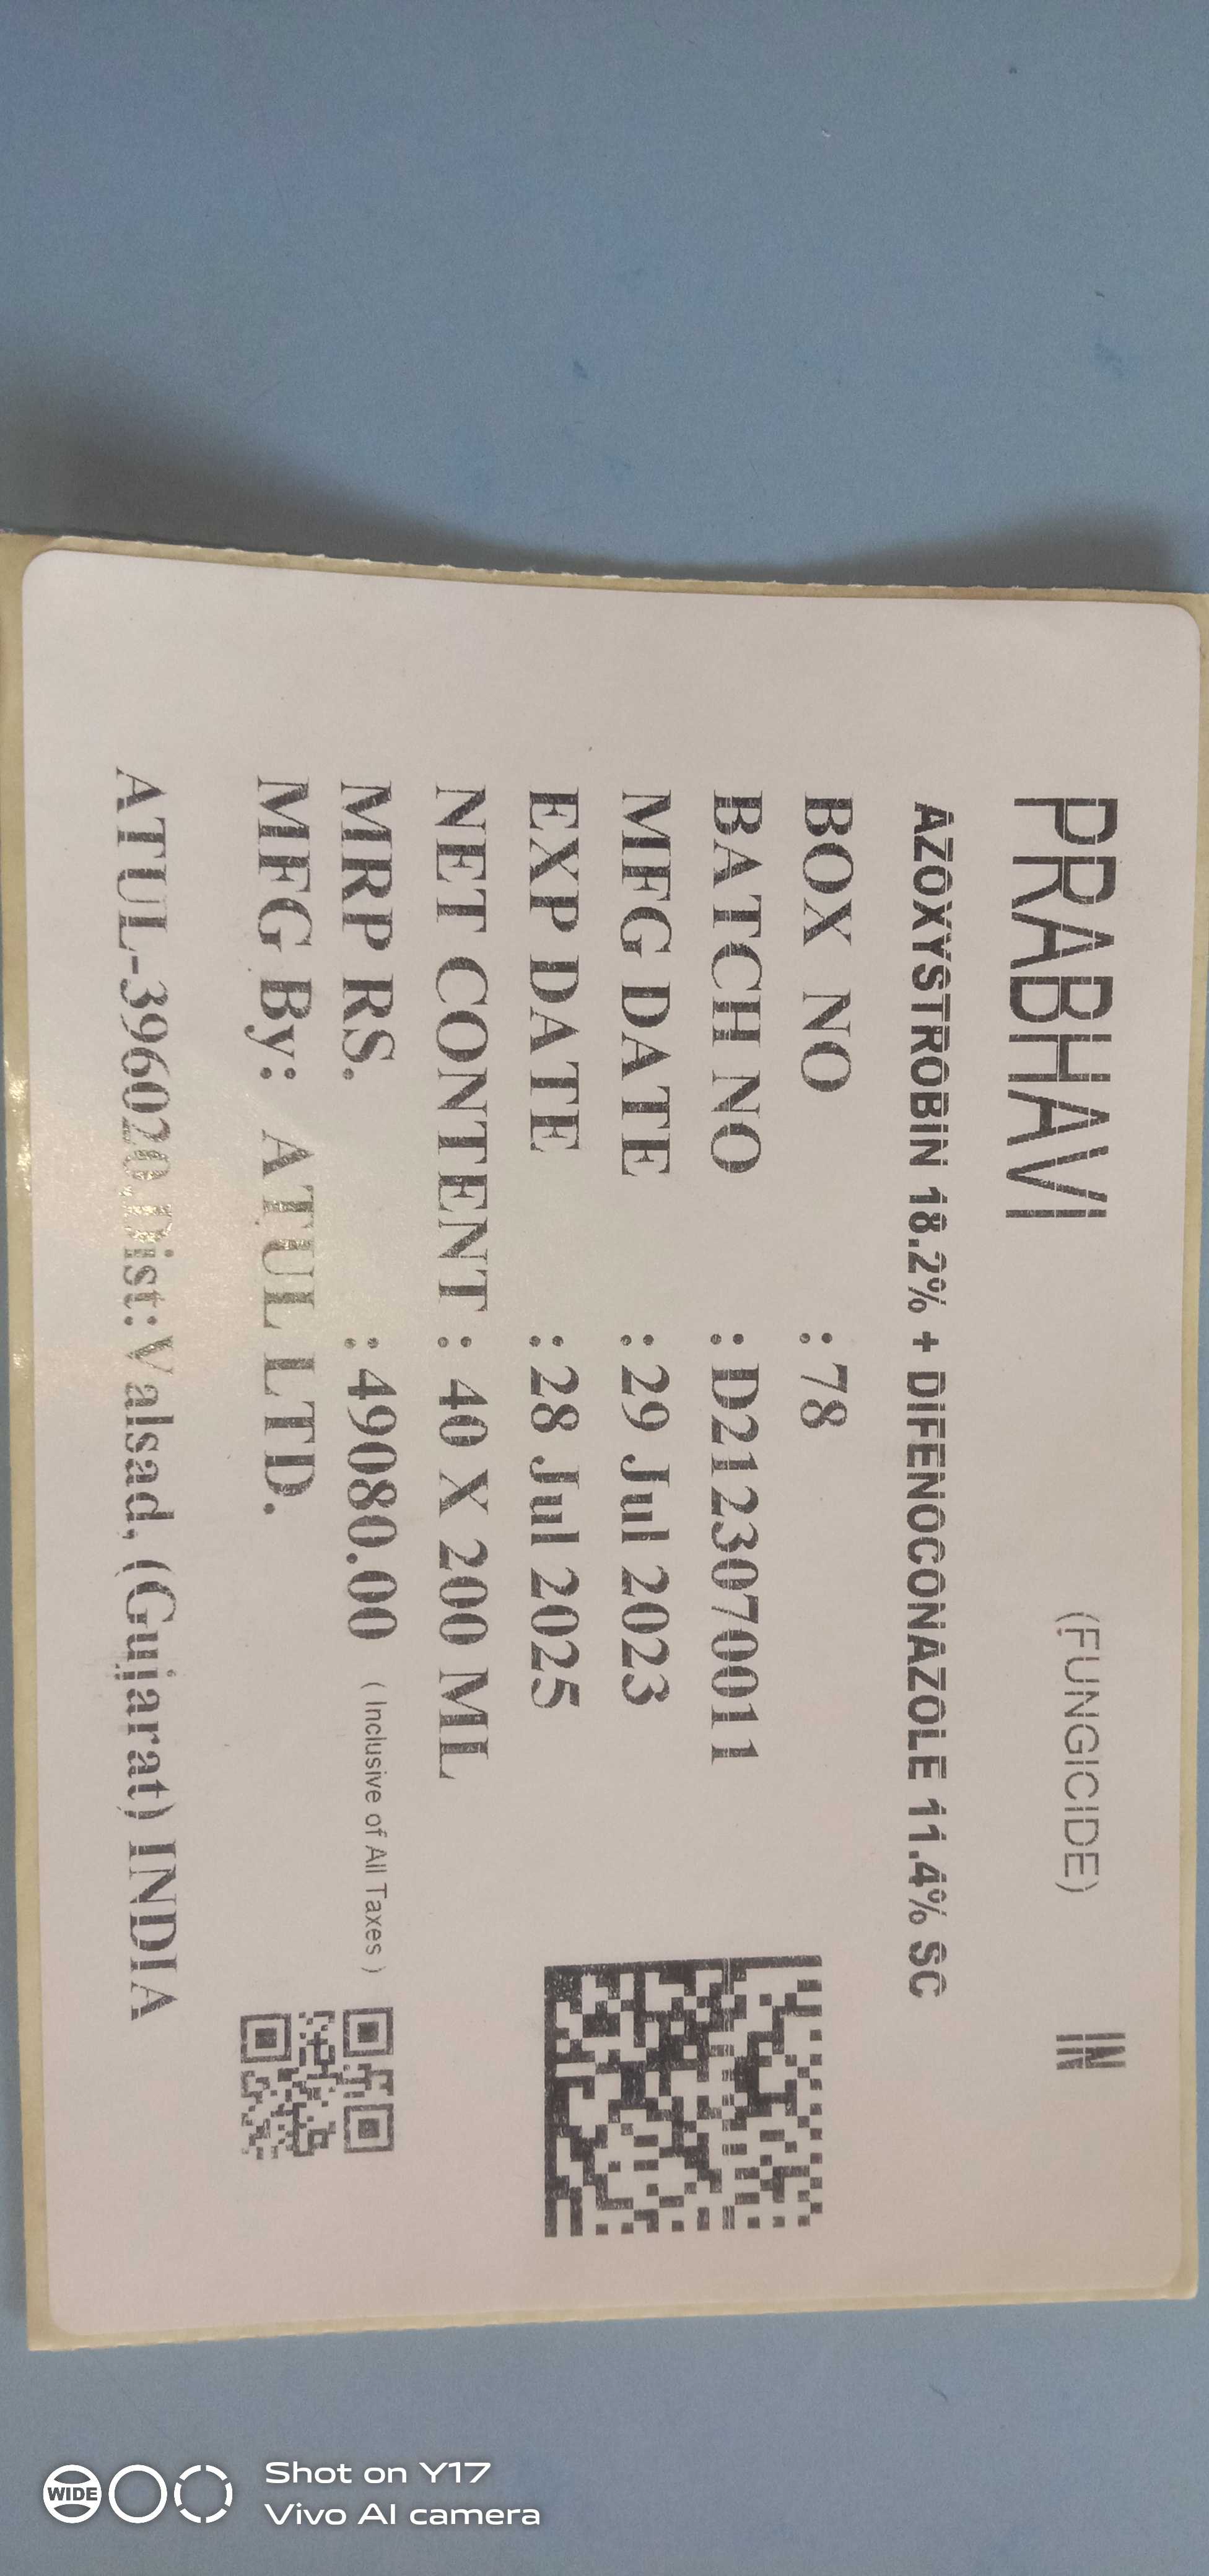 PRABHAVI (FUNGICIDE) IN
AZOXYSTROBIN 18.2% + DIFENOCONAZOLE 11.4% SC
BOX NO : 78
BATCH NO : D2123070011
MFG DATE : 29 Jul 2023
EXP DATE : 28 Jul 2025
NET CONTENT : 40 X 200 ML
MRP RS. : 49080.00 ( Inclusive of All Taxes )
MFG By: ATUL LTD.
ATUL-396020.Dist:Valsad, (Gujarat) INDIA
WIDE
Shot on Y17
Vivo AI camera